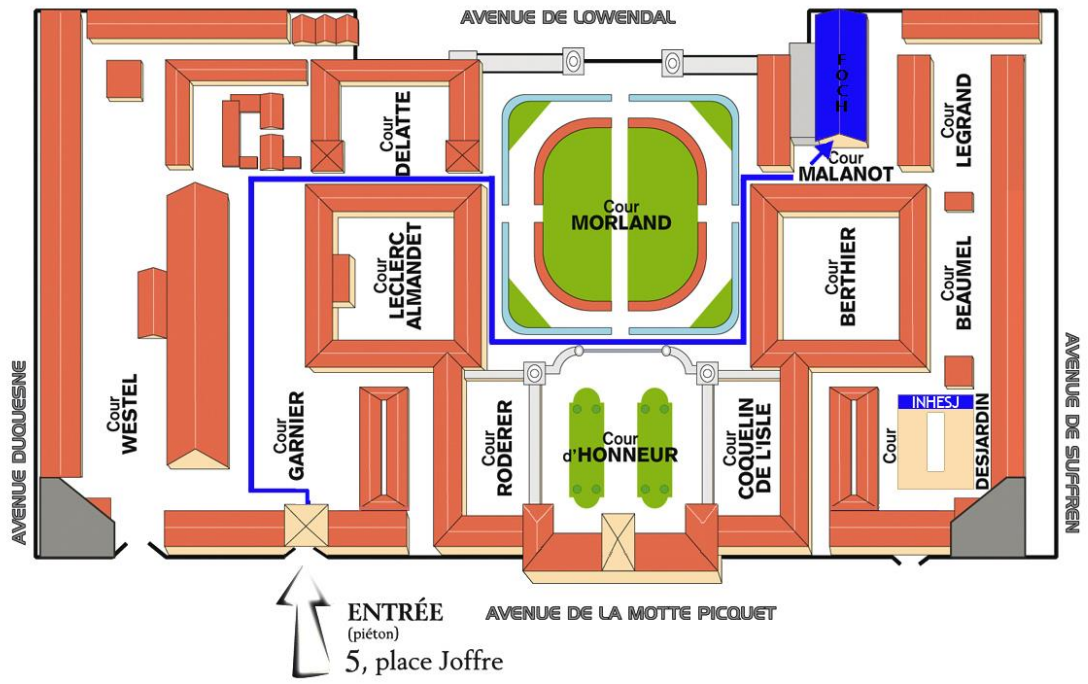 AVENUE DE LOWENDAL
FOCH
Cour
DELATTE
Cour
LEGRAND
Cour
MALANOT
Cour
MORLAND
Cour
LECLERC
ALMANDET
Cour
BERTHIER
Cour
BEAUMEL
AVENUE DUQUESNE
AVENUE DE SUFFREN
Cour
WESTEL
Cour
GARNIER
Cour
RODERER
Cour
d'HONNEUR
Cour
COQUELIN
DE L'ISLE
INHESJ
Cour
DESJARDIN
ENTRÉE
(piéton)
5, place Joffre
AVENUE DE LA MOTTE PICQUET